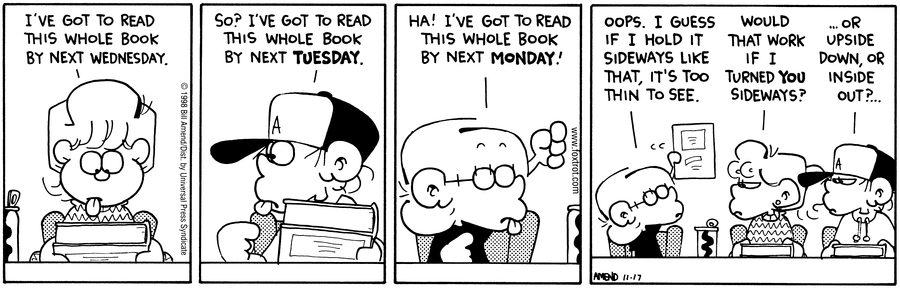 I'VE GOT TO READ
THIS WHOLE BOOK
BY NEXT WEDNESDAY.
© 1998 Bill Amend/Dist. by Universal Press Syndicate
SO? I'VE GOT TO READ
THIS WHOLE BOOK
BY NEXT TUESDAY.
A
HA! I'VE GOT TO READ
THIS WHOLE BOOK
BY NEXT MONDAY!
www.foxtrot.com
OOPS. I GUESS
IF I HOLD IT
SIDEWAYS LIKE
THAT, IT'S TOO
THIN TO SEE.
WOULD
THAT WORK
IF I
TURNED YOU
SIDEWAYS?
...OR
UPSIDE
DOWN, OR
INSIDE
OUT?...
A
AMEND 11-17